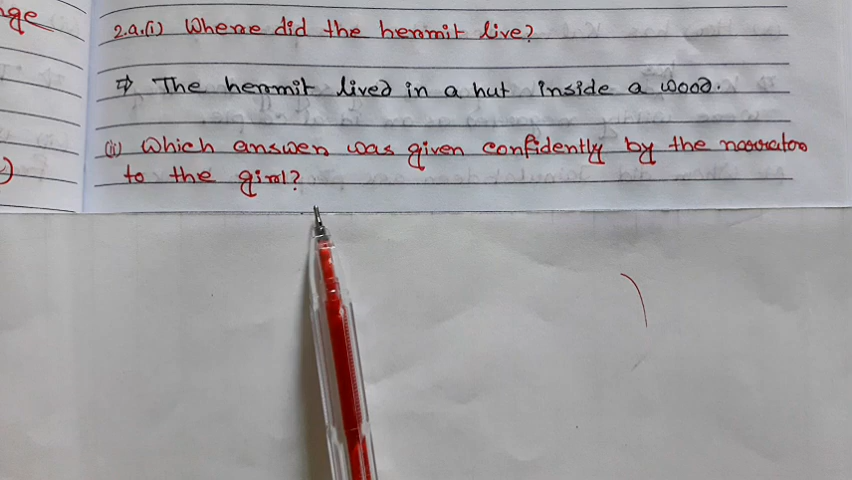 nge
2.a.(i) Where did the hermit live?
⇒ The hermit lived in a hut inside a wood.
(ii) Which answer was given confidently by the narrator
to the girl?